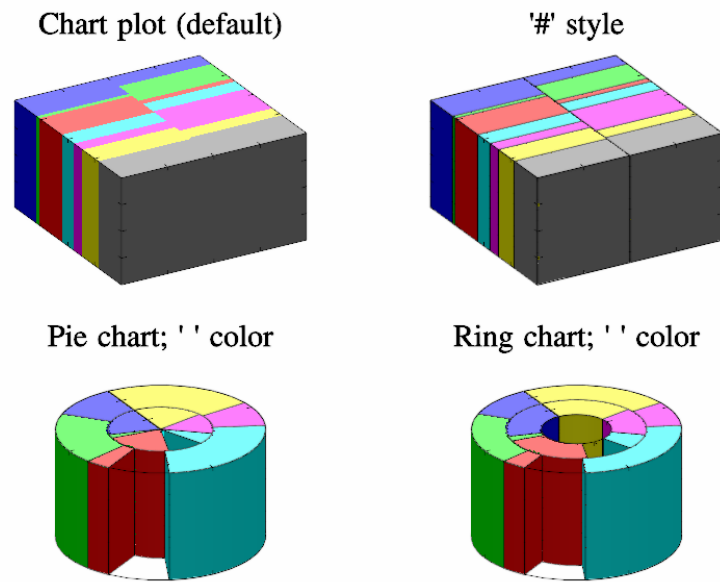 Chart plot (default)
'#' style
Pie chart; ' ' color
Ring chart; ' ' color